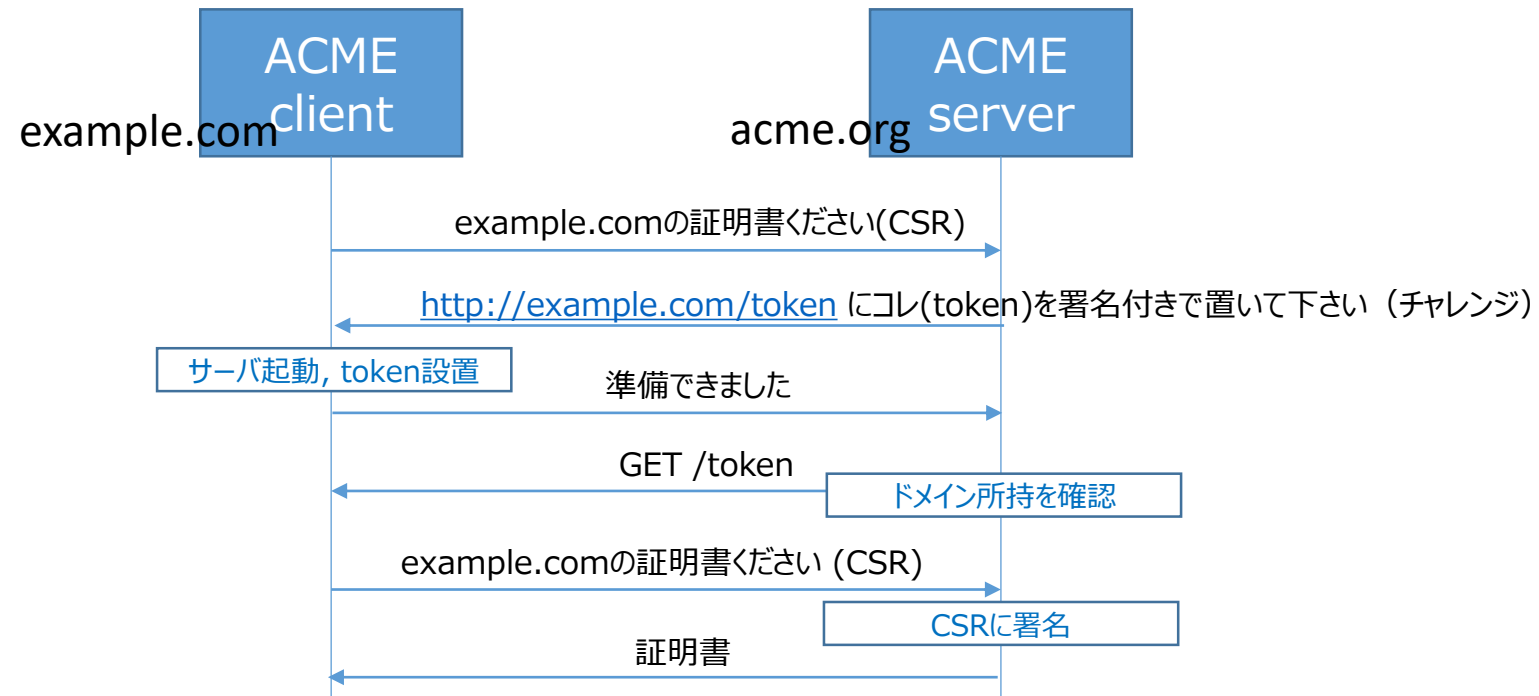 ACME
client
example.com
ACME
server
acme.org
example.comの証明書ください(CSR)
http://example.com/token にコレ(token)を署名付きで置いて下さい（チャレンジ）
サーバ起動, token設置
準備できました
GET /token
ドメイン所持を確認
example.comの証明書ください (CSR)
CSRに署名
証明書